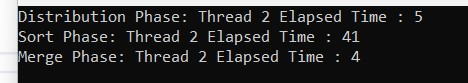 Distribution Phase: Thread 2 Elapsed Time : 5
Sort Phase: Thread 2 Elapsed Time : 41
Merge Phase: Thread 2 Elapsed Time : 4